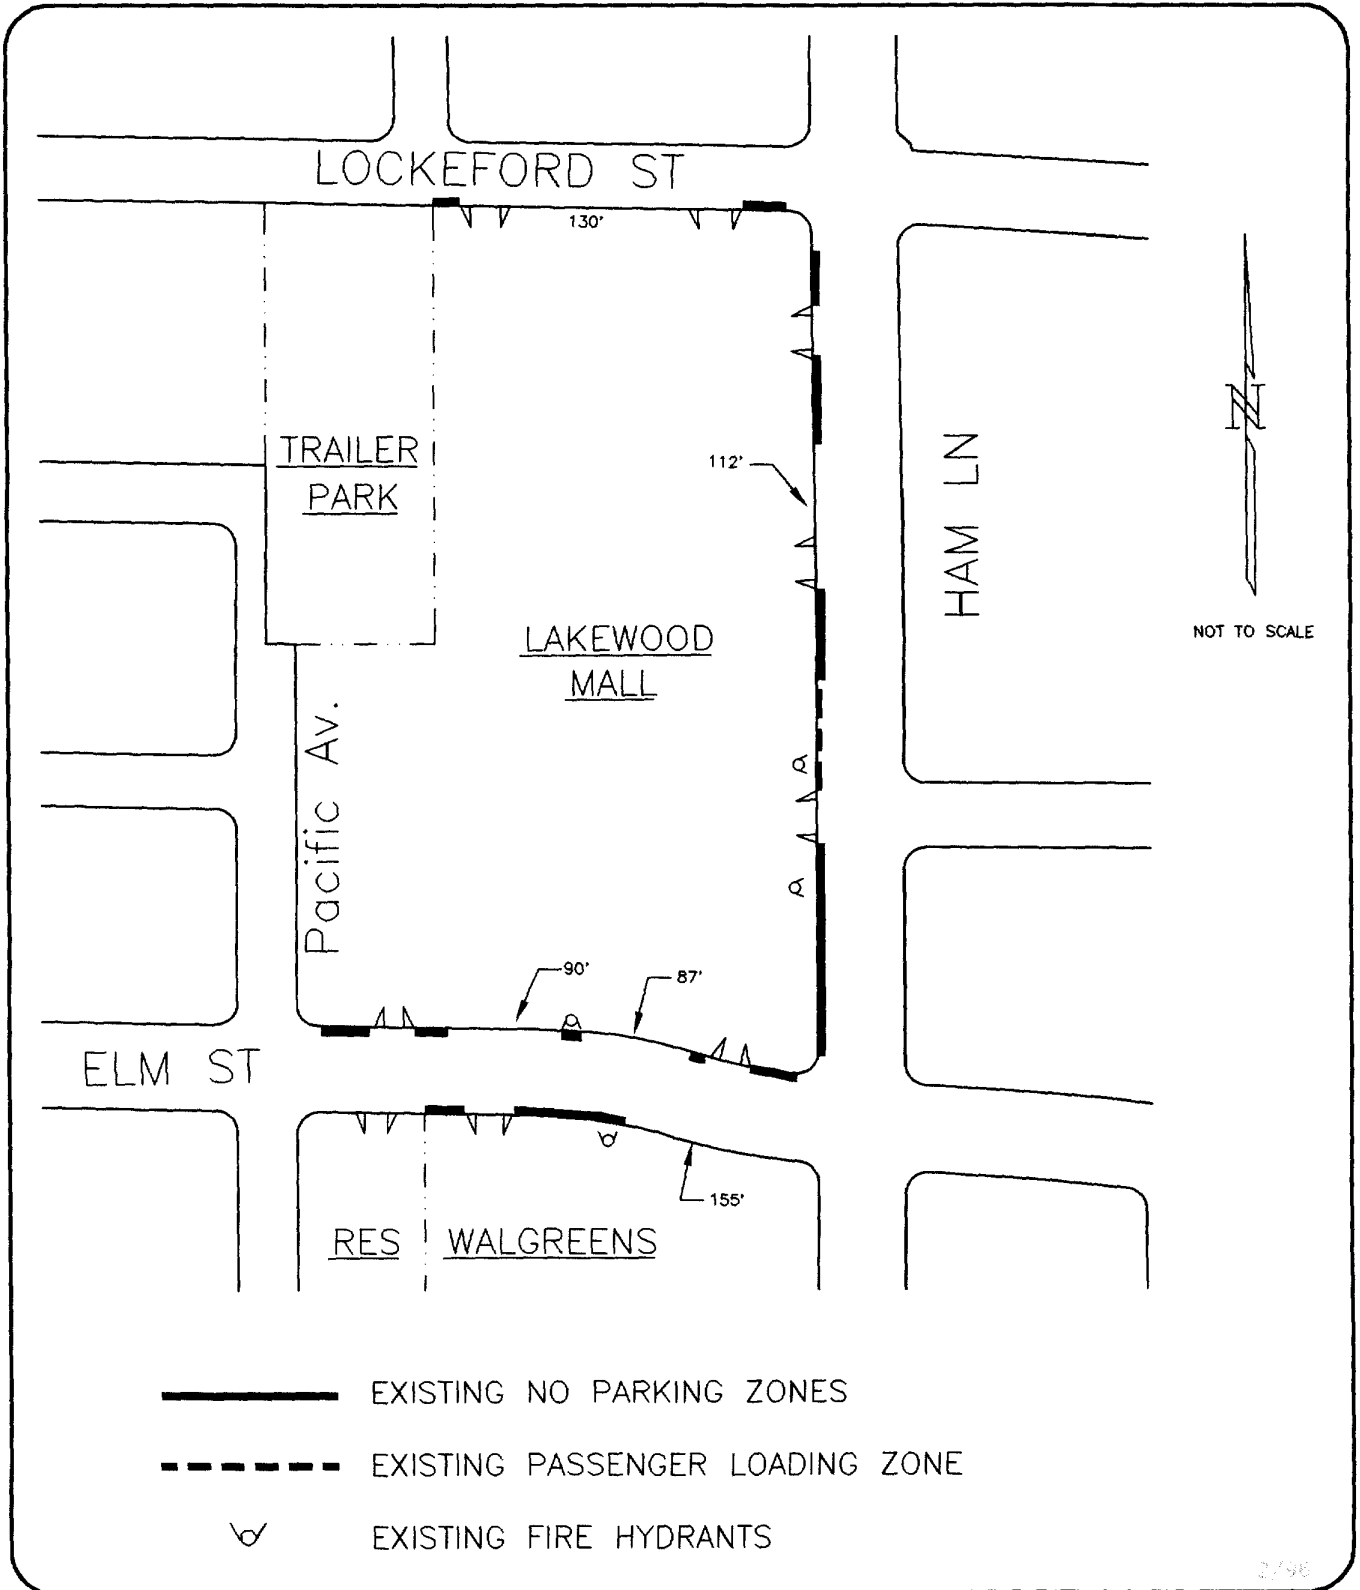 LOCKEFORD ST
130'
TRAILER
PARK
112'
HAM LN
N
NOT TO SCALE
LAKEWOOD
MALL
Pacific Av.
90'
87'
ELM ST
155'
RES
WALGREENS
EXISTING NO PARKING ZONES
EXISTING PASSENGER LOADING ZONE
EXISTING FIRE HYDRANTS